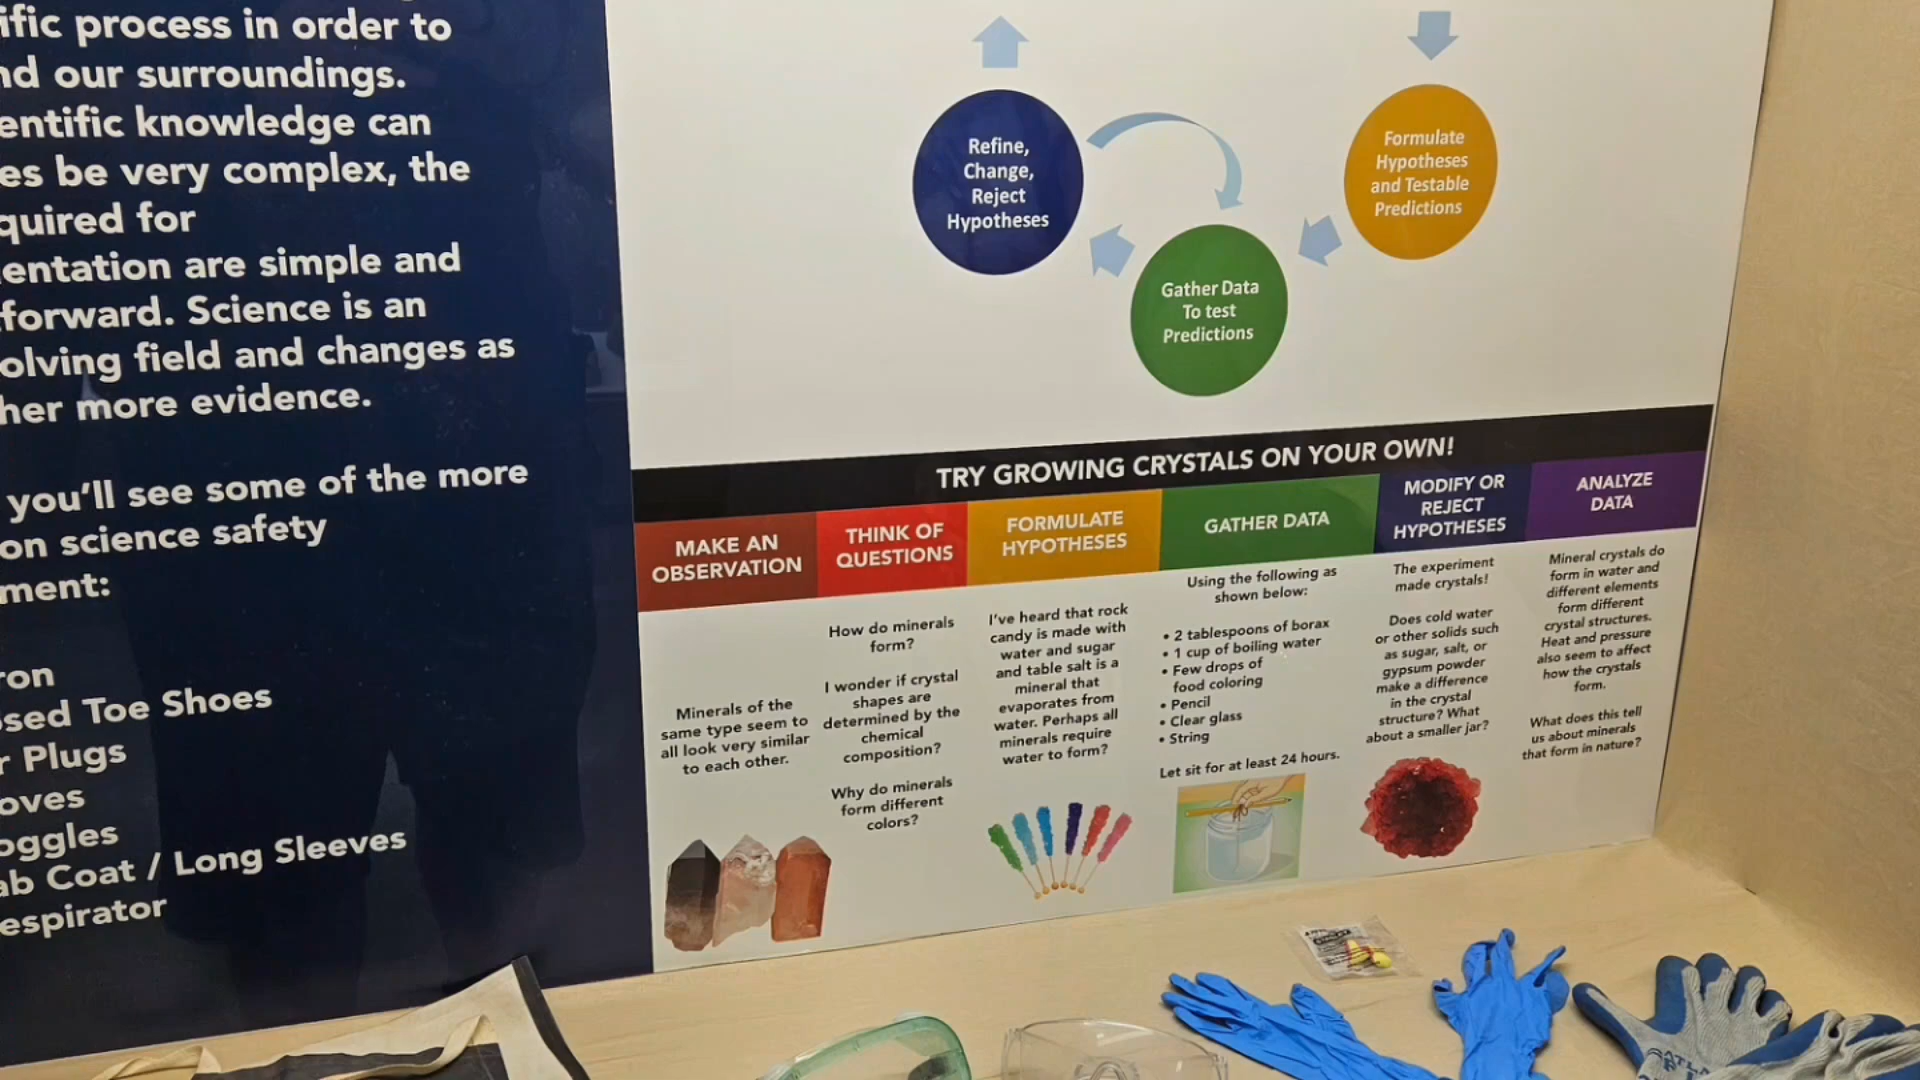 ific process in order to
nd our surroundings.
entific knowledge can
es be very complex, the
quired for
entation are simple and
forward. Science is an
olving field and changes as
her more evidence.
you'll see some of the more
on science safety
ment:
ron
sed Toe Shoes
r Plugs
oves
oggles
ab Coat / Long Sleeves
espirator
Refine,
Change,
Reject
Hypotheses
Formulate
Hypotheses
and Testable
Predictions
Gather Data
To test
Predictions
TRY GROWING CRYSTALS ON YOUR OWN!
MAKE AN
OBSERVATION
Minerals of the
same type seem to
all look very similar
to each other.
THINK OF
QUESTIONS
How do minerals
form?
I wonder if crystal
shapes are
determined by the
chemical
composition?
Why do minerals
form different
colors?
FORMULATE
HYPOTHESES
I've heard that rock
candy is made with
water and sugar
and table salt is a
mineral that
evaporates from
water. Perhaps all
minerals require
water to form?
GATHER DATA
Using the following as
shown below:
• 2 tablespoons of borax
• 1 cup of boiling water
• Few drops of
food coloring
• Pencil
• Clear glass
• String
Let sit for at least 24 hours.
MODIFY OR
REJECT
HYPOTHESES
The experiment
made crystals!
Does cold water
or other solids such
as sugar, salt, or
gypsum powder
make a difference
in the crystal
structure? What
about a smaller jar?
ANALYZE
DATA
Mineral crystals do
form in water and
different elements
form different
crystal structures.
Heat and pressure
also seem to affect
how the crystals
form.
What does this tell
us about minerals
that form in nature?